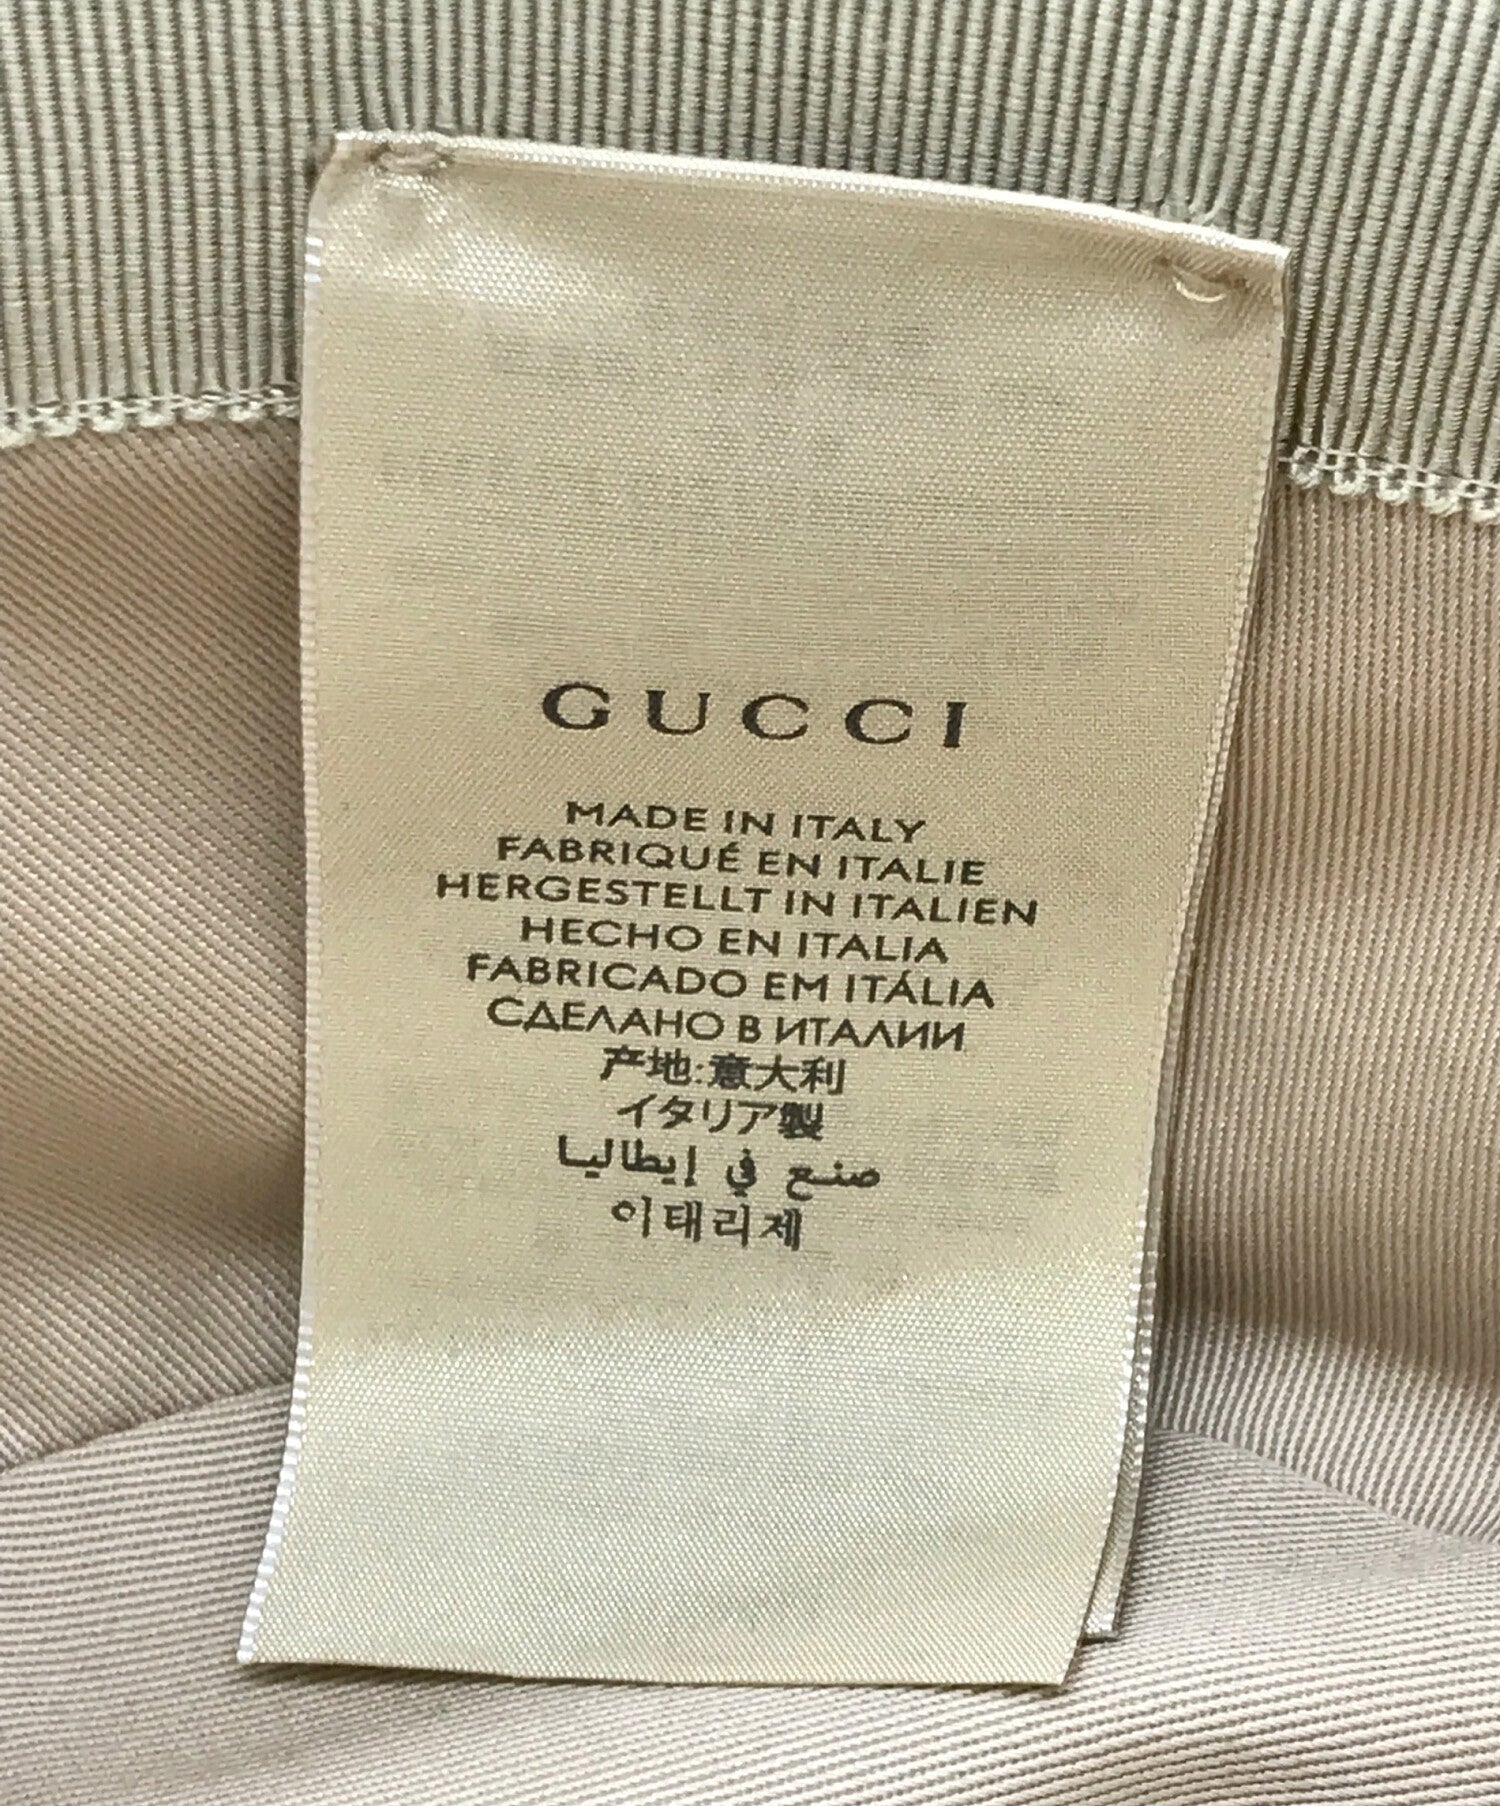 GUCCI
MADE IN ITALY
FABRIQUÉ EN ITALIE
HERGESTELLT IN ITALIEN
HECHO EN ITALIA
FABRICADO EM ITÁLIA
СДЕЛАНО В ИТАЛИИ
产地:意大利
イタリア製
صنع في إيطاليا
이태리제